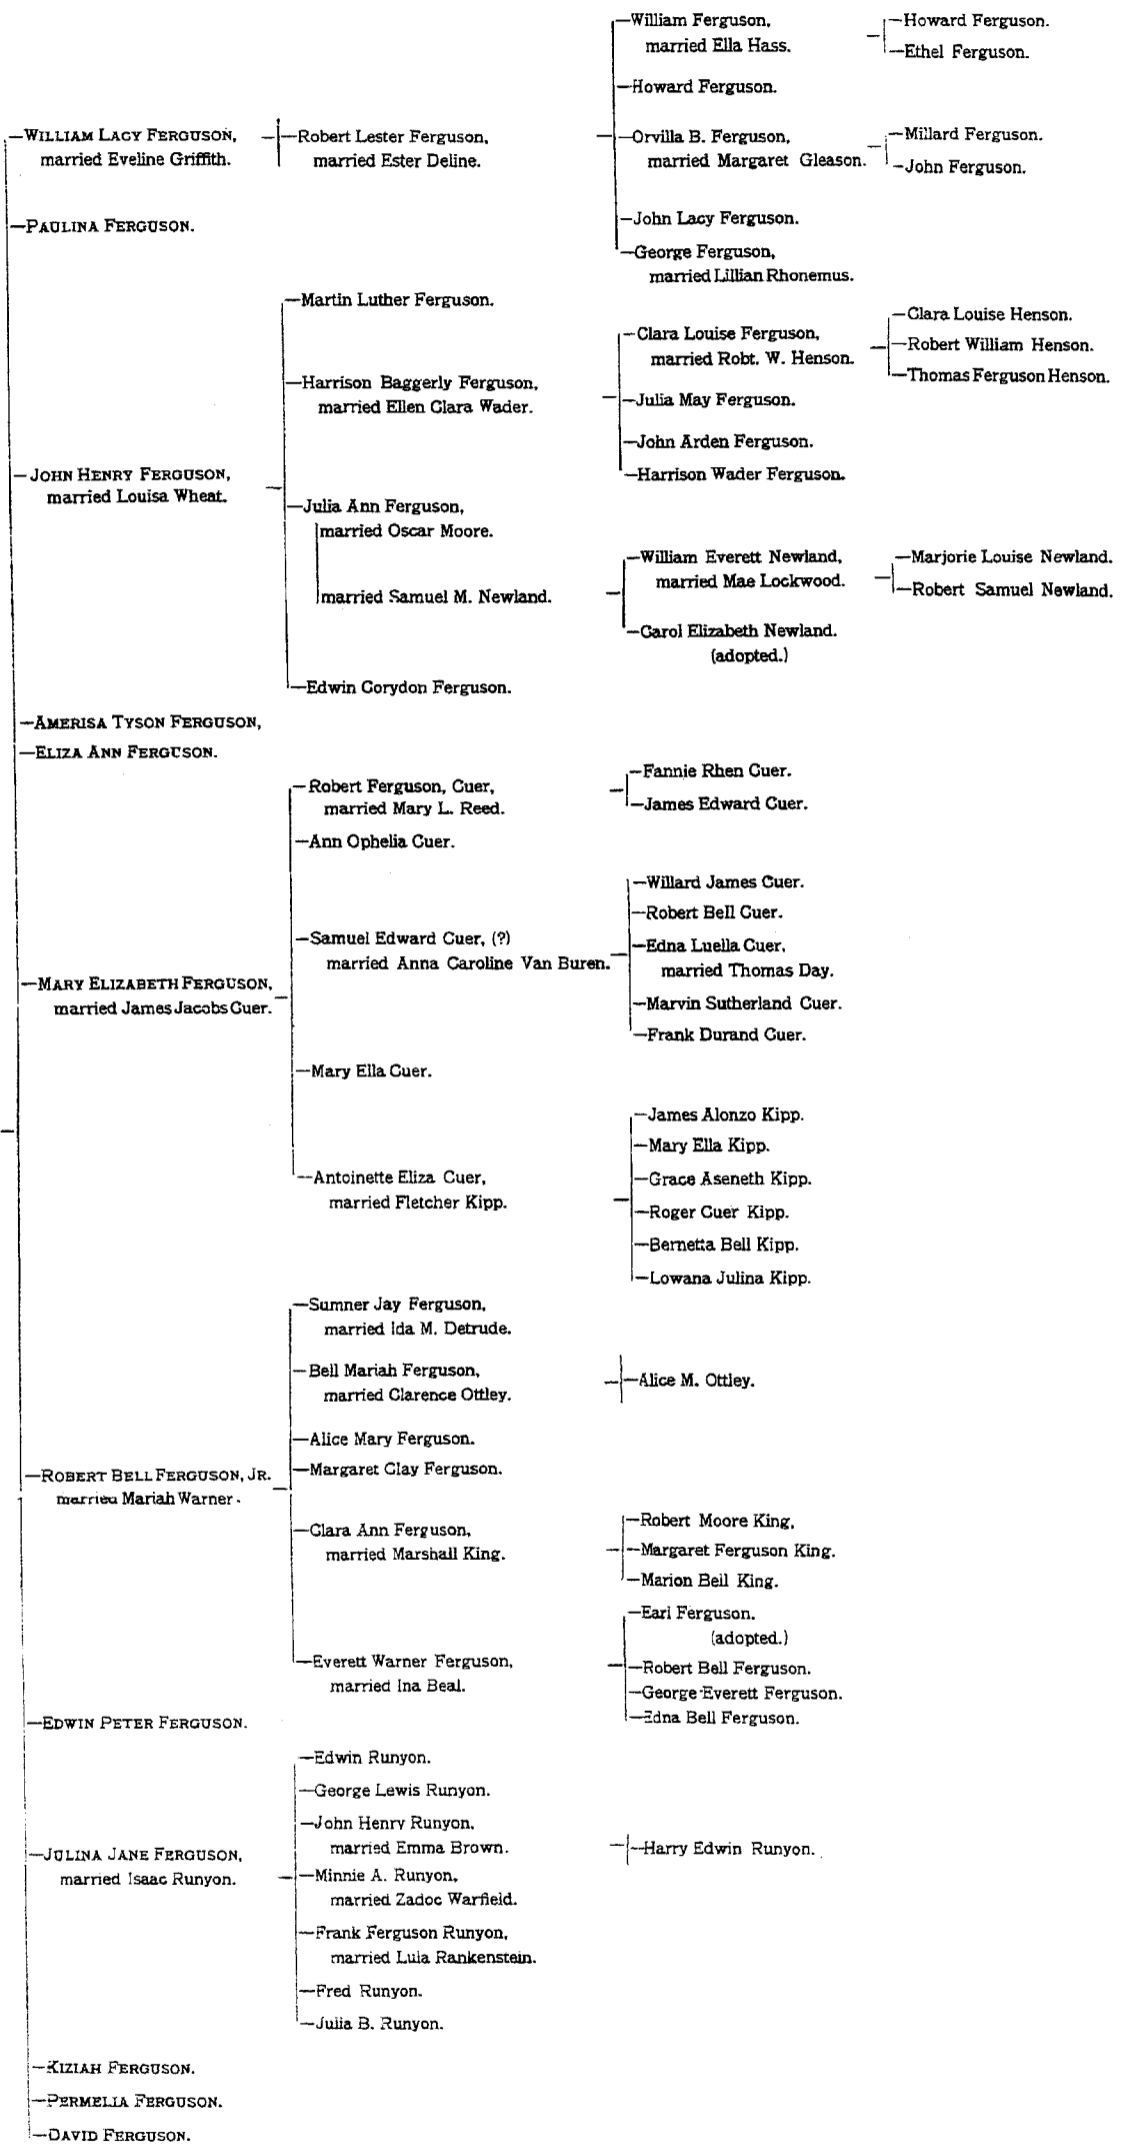 William Ferguson,
married Ella Hass.
Howard Ferguson.
Ethel Ferguson.
Howard Ferguson.
WILLIAM LACY FERGUSON,
married Eveline Griffith.
Robert Lester Ferguson,
married Ester Deline.
Orvilla B. Ferguson,
married Margaret Gleason.
Millard Ferguson.
John Ferguson.
PAULINA FERGUSON.
John Lacy Ferguson.
George Ferguson,
married Lillian Rhonemus.
Martin Luther Ferguson.
Clara Louise Ferguson,
married Robt. W. Henson.
Clara Louise Henson.
Robert William Henson.
Thomas Ferguson Henson.
Harrison Baggerly Ferguson,
married Ellen Clara Wader.
Julia May Ferguson.
John Arden Ferguson.
Harrison Wader Ferguson.
JOHN HENRY FERGUSON,
married Louisa Wheat.
Julia Ann Ferguson,
married Oscar Moore.
married Samuel M. Newland.
William Everett Newland,
married Mae Lockwood.
Marjorie Louise Newland.
Robert Samuel Newland.
Carol Elizabeth Newland.
(adopted.)
Edwin Corydon Ferguson.
AMERISA TYSON FERGUSON,
ELIZA ANN FERGUSON.
Robert Ferguson, Cuer,
married Mary L. Reed.
Fannie Rhen Cuer.
James Edward Cuer.
Ann Ophelia Cuer.
Willard James Cuer.
Robert Bell Cuer.
Samuel Edward Cuer, (?)
married Anna Caroline Van Buren.
Edna Luella Cuer,
married Thomas Day.
MARY ELIZABETH FERGUSON,
married James Jacobs Cuer.
Marvin Sutherland Cuer.
Frank Durand Cuer.
Mary Ella Cuer.
James Alonzo Kipp.
Mary Ella Kipp.
Antoinette Eliza Cuer,
married Fletcher Kipp.
Grace Aseneth Kipp.
Roger Cuer Kipp.
Bernetta Bell Kipp.
Lowana Julina Kipp.
Sumner Jay Ferguson,
married Ida M. Detrude.
Bell Mariah Ferguson,
married Clarence Ottley.
Alice M. Ottley.
Alice Mary Ferguson.
Margaret Clay Ferguson.
ROBERT BELL FERGUSON, JR.
married Mariah Warner.
Clara Ann Ferguson,
married Marshall King.
Robert Moore King,
Margaret Ferguson King.
Marion Bell King.
Earl Ferguson.
(adopted.)
Everett Warner Ferguson,
married Ina Beal.
Robert Bell Ferguson.
George Everett Ferguson.
Edna Bell Ferguson.
EDWIN PETER FERGUSON.
Edwin Runyon.
George Lewis Runyon.
John Henry Runyon,
married Emma Brown.
Harry Edwin Runyon.
JULINA JANE FERGUSON,
married Isaac Runyon.
Minnie A. Runyon,
married Zadoc Warfield.
Frank Ferguson Runyon,
married Lula Rankenstein.
Fred Runyon.
Julia B. Runyon.
KIZIAH FERGUSON.
PERMELIA FERGUSON.
DAVID FERGUSON.